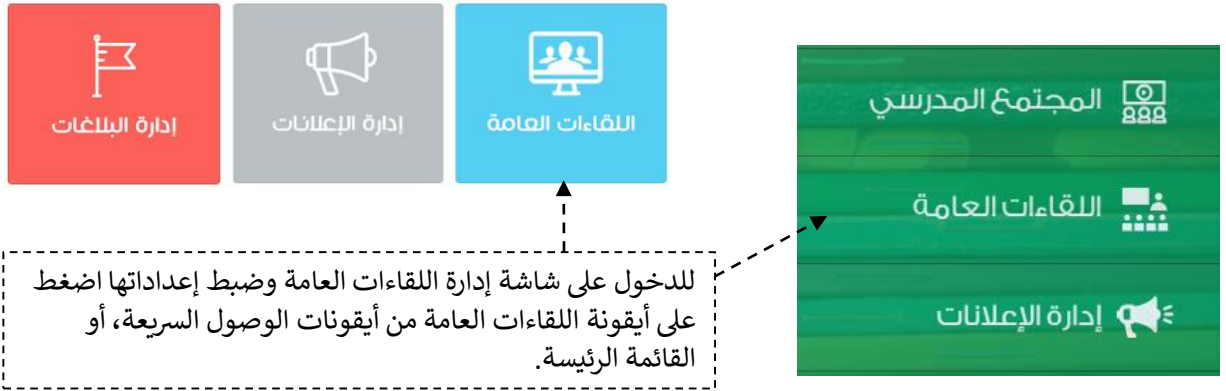 اللقاءات العامة
إدارة الإعلانات
إدارة البلاغات
المجتمع المدرسي
اللقاءات العامة
إدارة الإعلانات
للدخول على شاشة إدارة اللقاءات العامة وضبط إعداداتها اضغط
على أيقونة اللقاءات العامة من أيقونات الوصول السريعة، أو
القائمة الرئيسة.